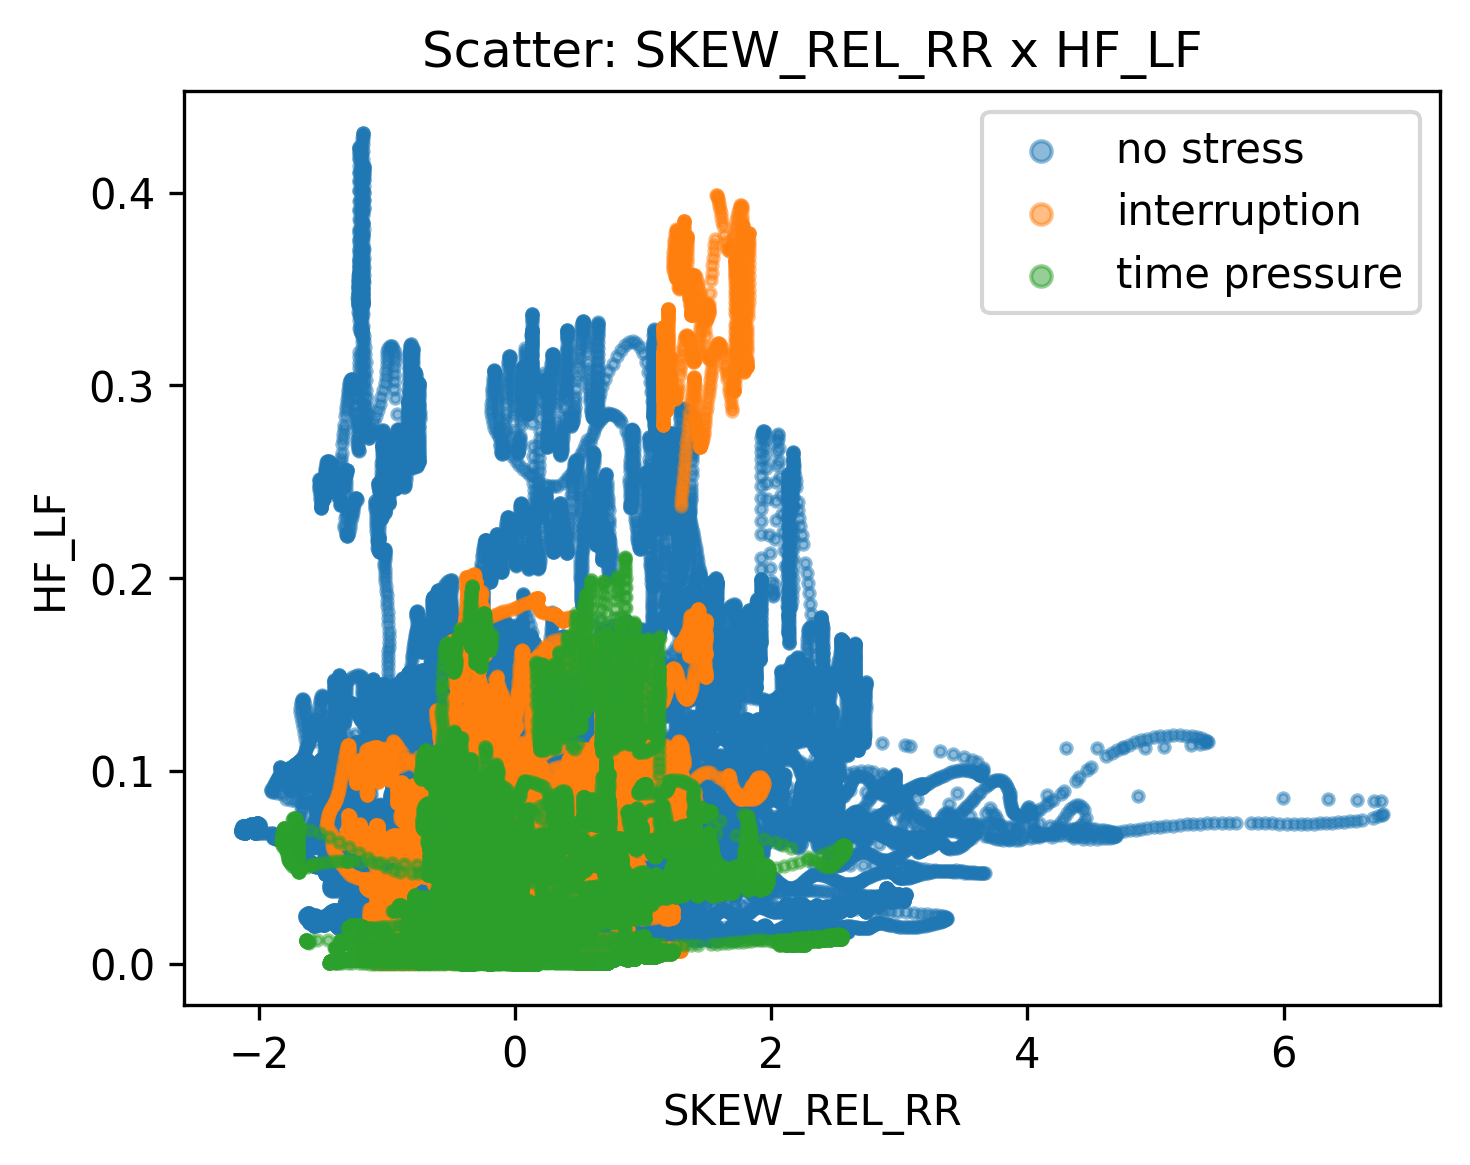 Scatter: SKEW_REL_RR x HF_LF
no stress
interruption
time pressure
HF_LF
0.4
0.3
0.2
0.1
0.0
−2 0 2 4 6
SKEW_REL_RR